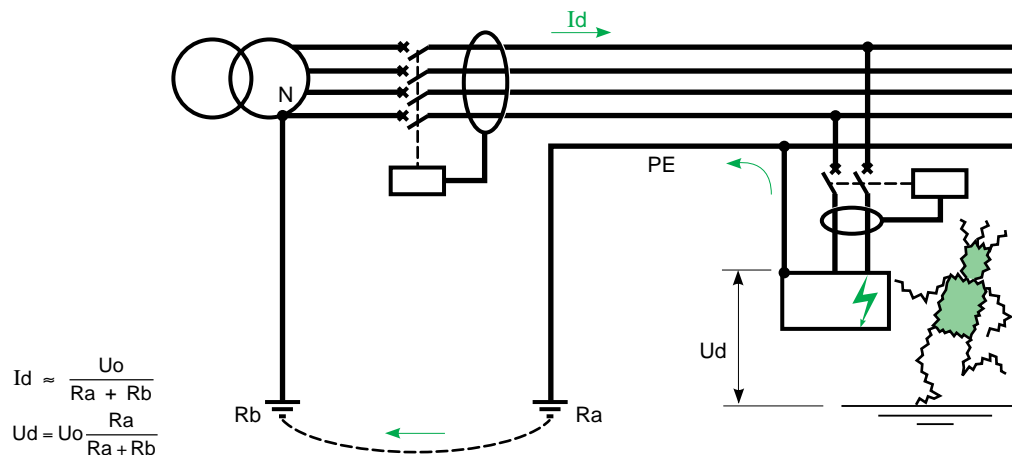 Id
N
PE
Ud
Rb
Ra
Id ≈ Uo / Ra + Rb
Ud = Uo Ra / Ra + Rb